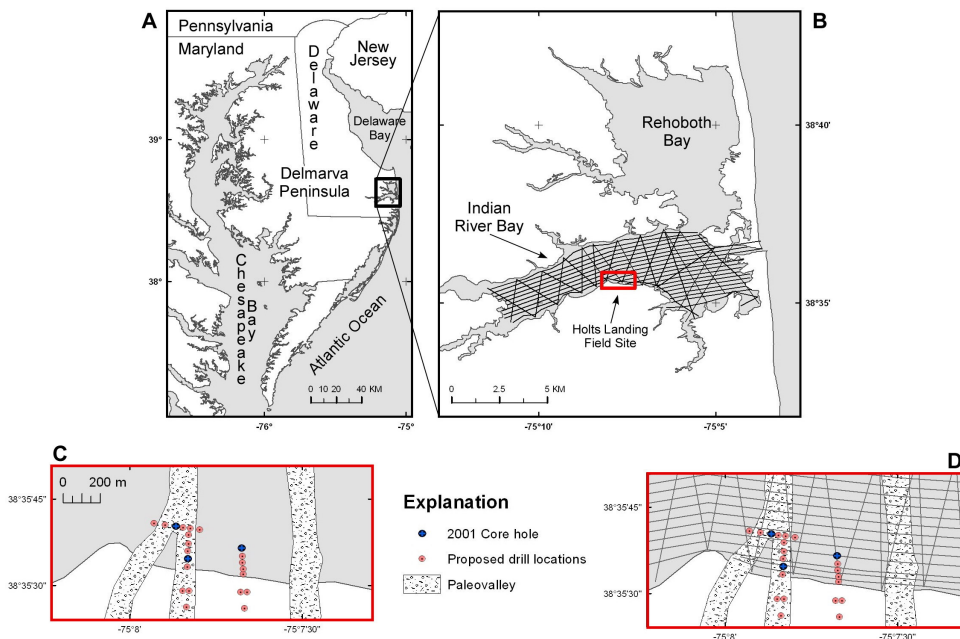 A
Pennsylvania
Maryland
Delaware
New
Jersey
Delaware
Bay
39°
Delmarva
Peninsula
38°
Chesapeake
Bay
Atlantic Ocean
0 10 20 40 KM
-76°
-75°
B
Rehoboth
Bay
38°40'
Indian
River Bay
38°35'
Holts Landing
Field Site
0 2.5 5 KM
-75°10'
-75°5'
C
0 200 m
38°35'45"
38°35'30"
-75°8'
-75°7'30"
Explanation
2001 Core hole
Proposed drill locations
Paleovalley
D
38°35'45"
38°35'30"
-75°8'
-75°7'30"